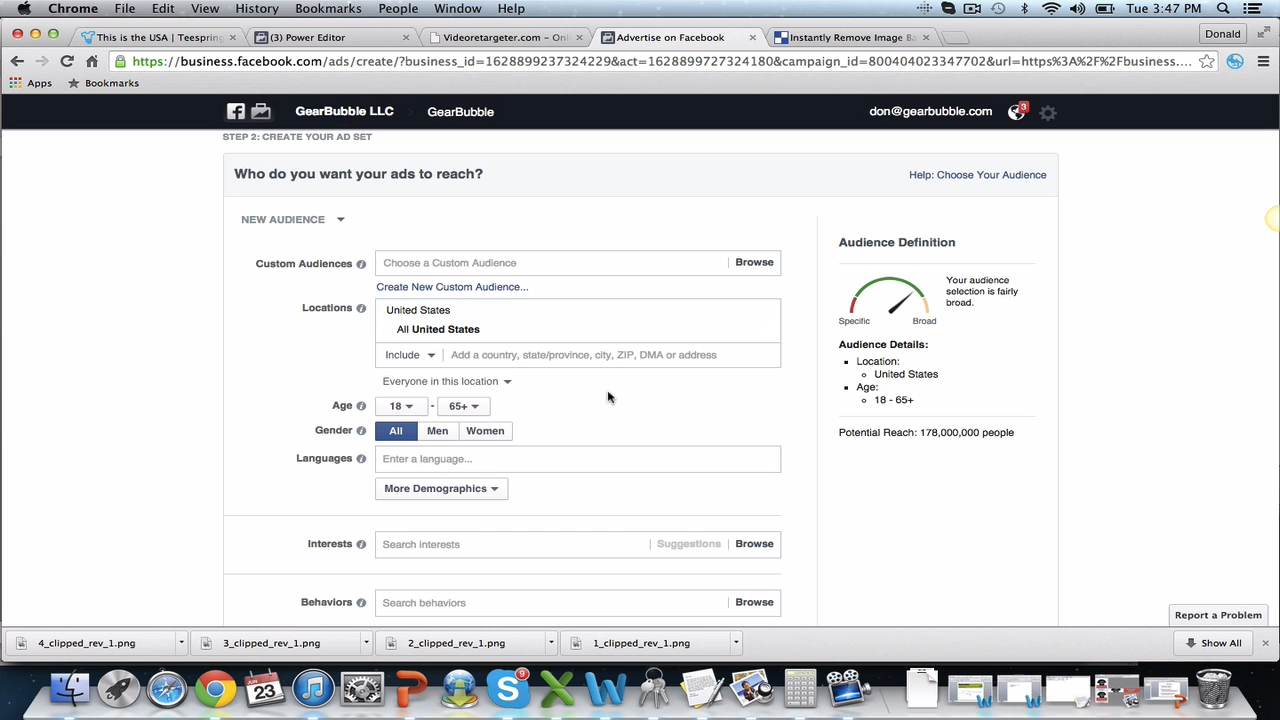 Chrome File Edit View History Bookmarks People Window Help Tue 3:47 PM
This is the USA | Teespring (3) Power Editor Videoretargeter.com – Onl Advertise on Facebook Instantly Remove Image Ba Donald
https://business.facebook.com/ads/create/?business_id=1628899237324229&act=1628899727324180&campaign_id=800404023347702&url=https%3A%2F%2Fbusiness....
Apps Bookmarks
GearBubble LLC GearBubble don@gearbubble.com 3
STEP 2: CREATE YOUR AD SET
Who do you want your ads to reach? Help: Choose Your Audience
NEW AUDIENCE
Custom Audiences Choose a Custom Audience Browse
Create New Custom Audience...
Locations United States
All United States
Include Add a country, state/province, city, ZIP, DMA or address
Everyone in this location
Age 18 - 65+
Gender All Men Women
Languages Enter a language...
More Demographics
Interests Search interests Suggestions Browse
Behaviors Search behaviors Browse
Audience Definition
Your audience
selection is fairly
broad.
Specific Broad
Audience Details:
Location:
United States
Age:
18 - 65+
Potential Reach: 178,000,000 people
Report a Problem
4_clipped_rev_1.png 3_clipped_rev_1.png 2_clipped_rev_1.png 1_clipped_rev_1.png Show All
JUN
23
9